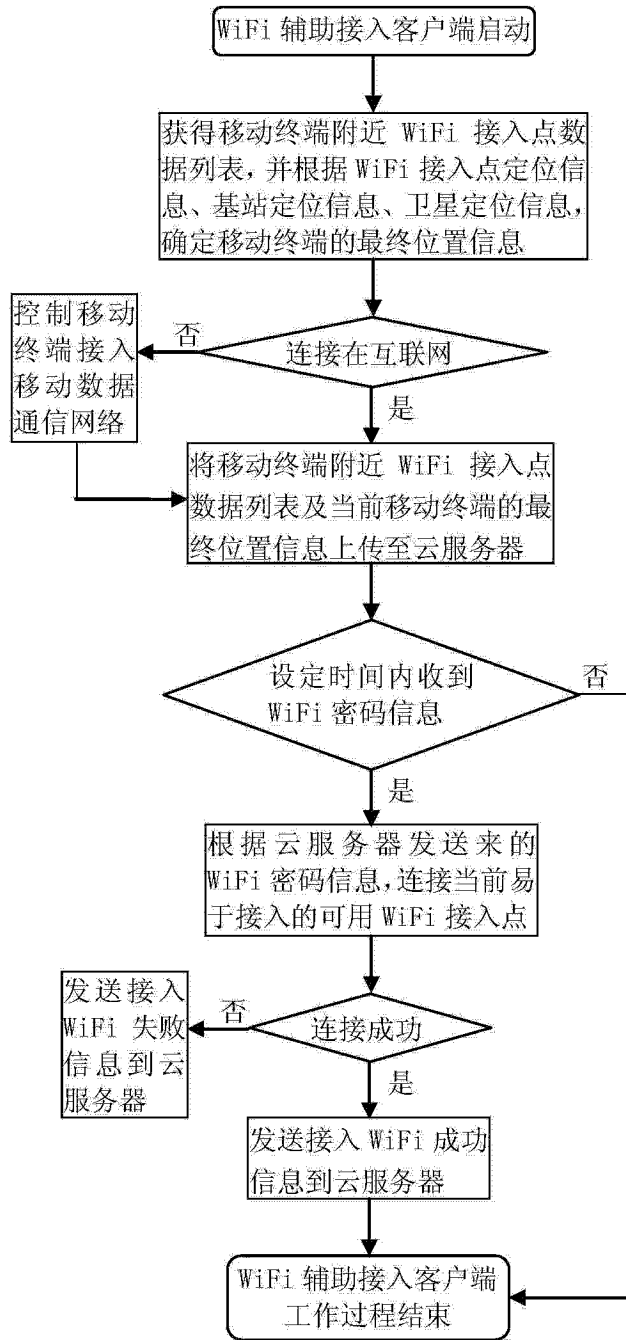 WiFi 辅助接入客户端启动
获得移动终端附近 WiFi 接入点数
据列表，并根据 WiFi 接入点定位信
息、基站定位信息、卫星定位信息，
确定移动终端的最终位置信息
控制移动
终端接入
移动数据
通信网络
否
连接在互联网
是
将移动终端附近 WiFi 接入点
数据列表及当前移动终端的最
终位置信息上传至云服务器
设定时间内收到
WiFi 密码信息
否
是
根据云服务器发送来的
WiFi 密码信息，连接当前易
于接入的可用 WiFi 接入点
发送接入
WiFi 失败
信息到云
服务器
否
连接成功
是
发送接入 WiFi 成功
信息到云服务器
WiFi 辅助接入客户端
工作过程结束